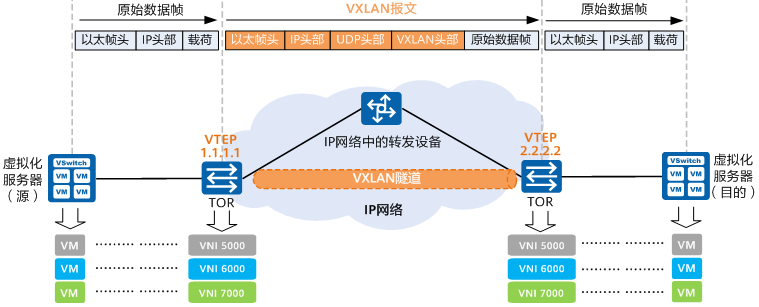 原始数据帧
VXLAN报文
原始数据帧
以太帧头 IP头部 载荷
以太帧头 IP头部 UDP头部 VXLAN头部 原始数据帧
以太帧头 IP头部 载荷
IP网络中的转发设备
VTEP
1.1.1.1
VTEP
2.2.2.2
虚拟化
服务器
（源）
VSwitch
VM VM
VM VM
TOR
VXLAN隧道
IP网络
TOR
VSwitch
VM VM
VM VM
虚拟化
服务器
（目的）
VM VNI 5000 VNI 5000 VM
VM VNI 6000 VNI 6000 VM
VM VNI 7000 VNI 7000 VM